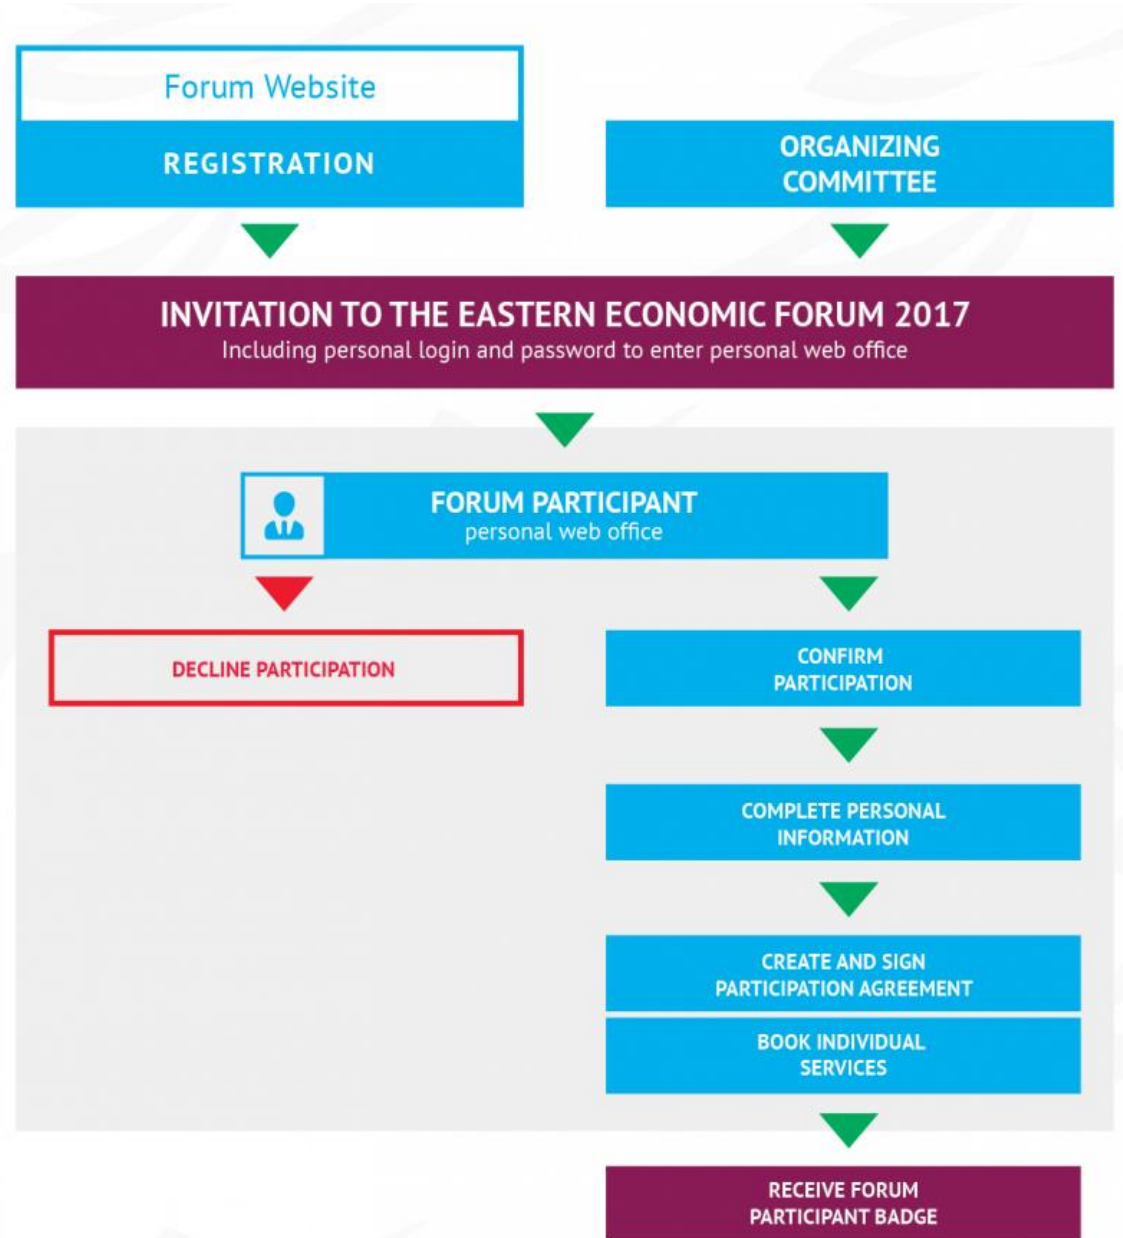 Forum Website
REGISTRATION
ORGANIZING
COMMITTEE
INVITATION TO THE EASTERN ECONOMIC FORUM 2017
Including personal login and password to enter personal web office
FORUM PARTICIPANT
personal web office
DECLINE PARTICIPATION
CONFIRM
PARTICIPATION
COMPLETE PERSONAL
INFORMATION
CREATE AND SIGN
PARTICIPATION AGREEMENT
BOOK INDIVIDUAL
SERVICES
RECEIVE FORUM
PARTICIPANT BADGE